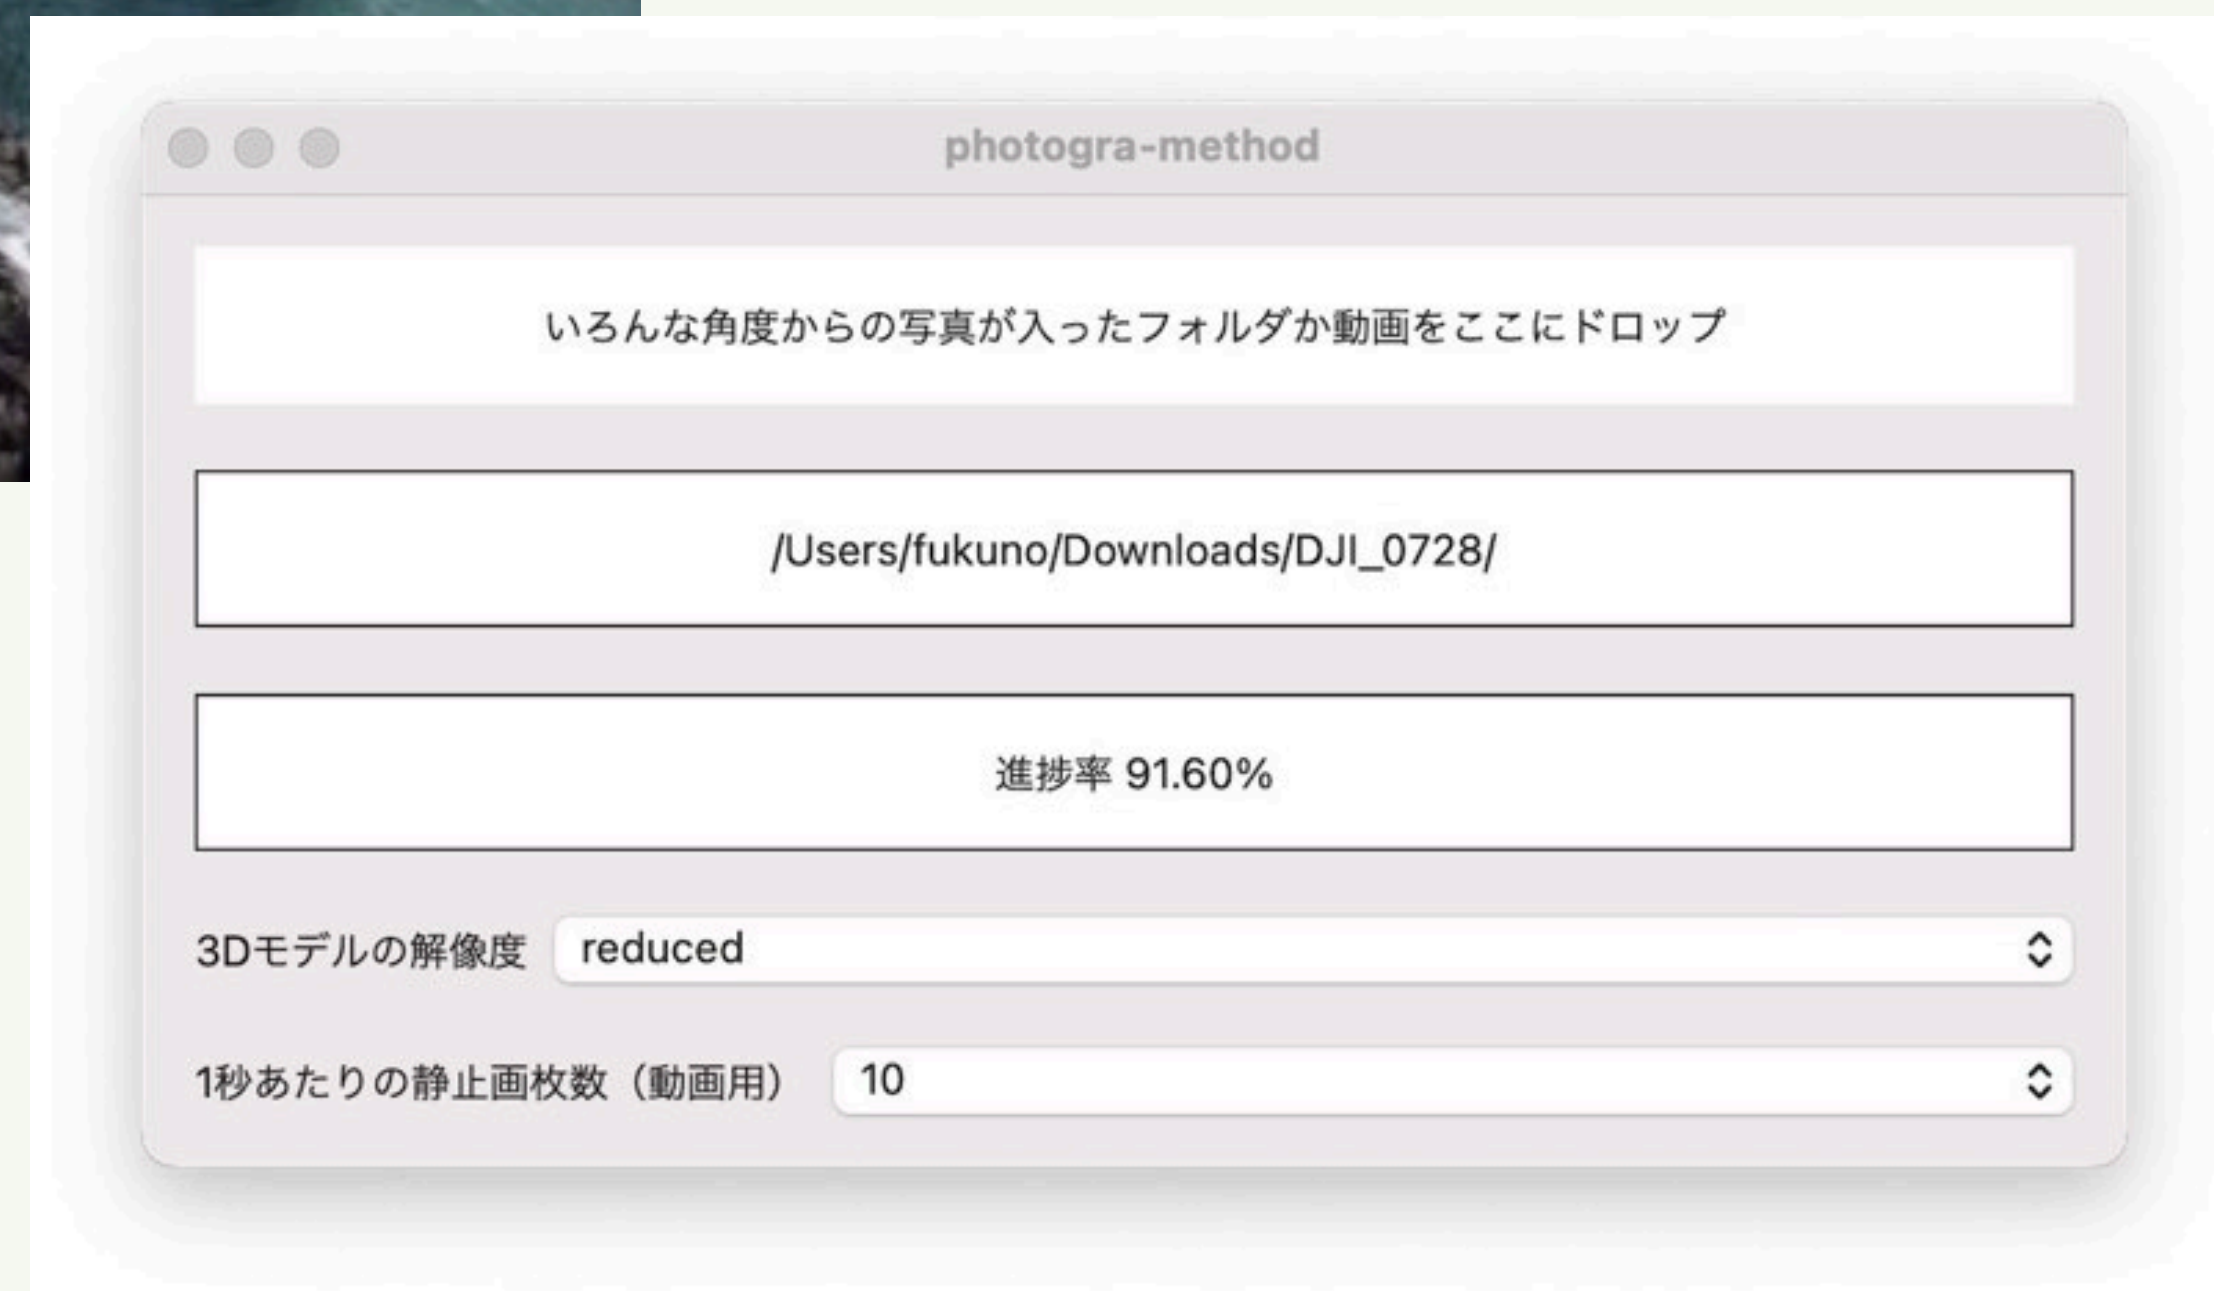 photogra-method
いろんな角度からの写真が入ったフォルダか動画をここにドロップ
/Users/fukuno/Downloads/DJI_0728/
進捗率 91.60%
3Dモデルの解像度 reduced
1秒あたりの静止画枚数（動画用） 10